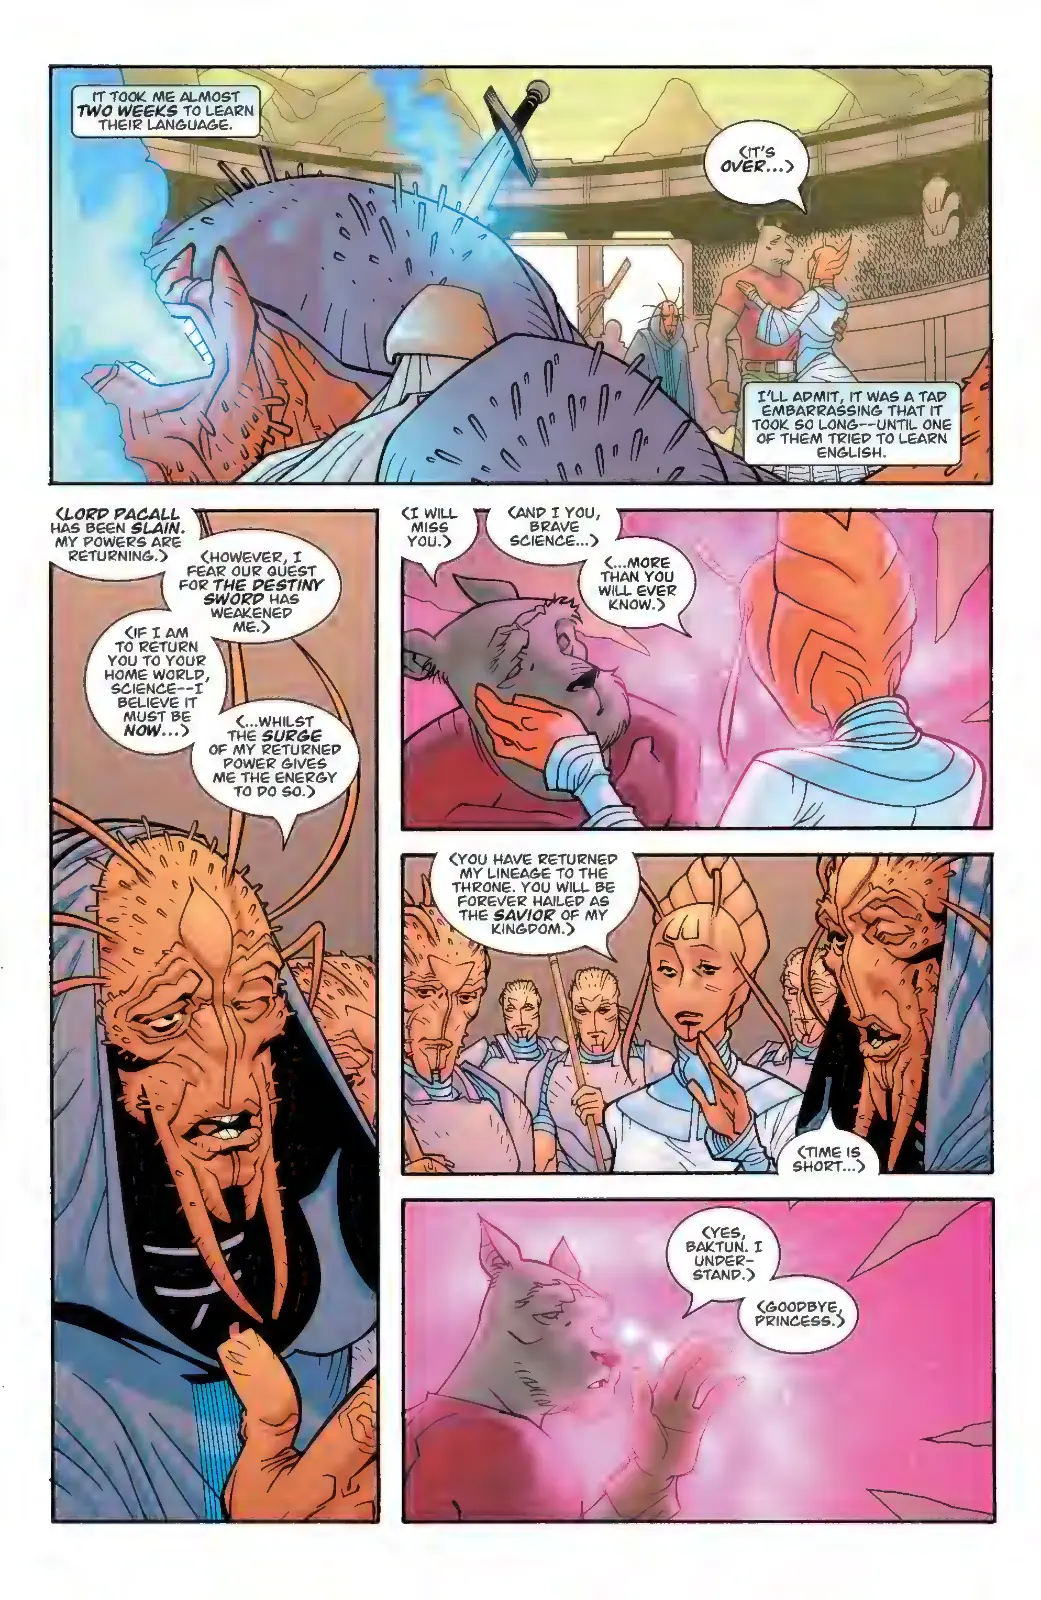 IT TOOK ME ALMOST
TWO WEEKS TO LEARN
THEIR LANGUAGE.
<IT'S
OVER...>
I'LL ADMIT, IT WAS A TAD
EMBARRASSING THAT IT
TOOK SO LONG--UNTIL ONE
OF THEM TRIED TO LEARN
ENGLISH.
<LORD PACALL
HAS BEEN SLAIN.
MY POWERS ARE
RETURNING.>
<HOWEVER, I
FEAR OUR QUEST
FOR THE DESTINY
SWORD HAS
WEAKENED
ME.>
<IF I AM
TO RETURN
YOU TO YOUR
HOME WORLD,
SCIENCE--I
BELIEVE IT
MUST BE
NOW...>
<...WHILST
THE SURGE
OF MY RETURNED
POWER GIVES
ME THE ENERGY
TO DO SO.>
<I WILL
MISS
YOU.>
<AND I YOU,
BRAVE
SCIENCE...>
<...MORE
THAN YOU
WILL EVER
KNOW.>
<YOU HAVE RETURNED
MY LINEAGE TO THE
THRONE. YOU WILL BE
FOREVER HAILED AS
THE SAVIOR OF MY
KINGDOM.>
<TIME IS
SHORT...>
<YES,
BAKTUN. I
UNDER-
STAND.>
<GOODBYE,
PRINCESS.>